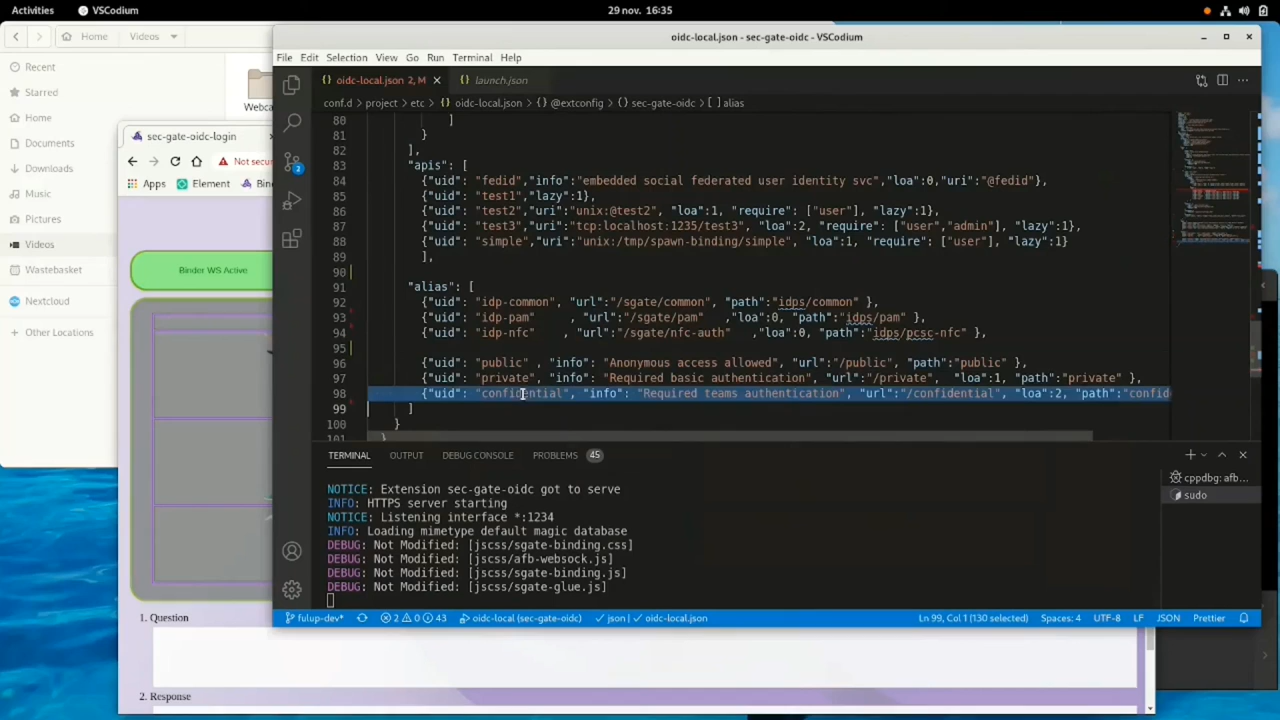 Activities
VSCodium
29 nov. 16:35
Home
Videos
oidc-local.json - sec-gate-oidc - VSCodium
File Edit Selection View Go Run Terminal Help
Recent
Starred
Home
Documents
Downloads
Music
Pictures
Videos
Wastebasket
Nextcloud
Other Locations
Webca
sec-gate-oidc-login
Not secur
Apps
Element
Bin
Binder WS Active
1. Question
2. Response
oidc-local.json 2, M
launch.json
conf.d > project > etc > {} oidc-local.json > {} @extconfig > {} sec-gate-oidc > [ ] alias
80 ]
81 }
82 ],
83 "apis": [
84 {"uid": "fedid","info":"embedded social federated user identity svc","loa":0,"uri":"@fedid"},
85 {"uid": "test1","lazy":1},
86 {"uid": "test2","uri":"unix:@test2", "loa":1, "require": ["user"], "lazy":1},
87 {"uid": "test3","uri":"tcp:localhost:1235/test3", "loa":2, "require": ["user","admin"], "lazy":1},
88 {"uid": "simple","uri":"unix:/tmp/spawn-binding/simple", "loa":1, "require": ["user"], "lazy":1}
89 ],
90
91 "alias": [
92 {"uid": "idp-common", "url":"/sgate/common", "path":"idps/common" },
93 {"uid": "idp-pam" , "url":"/sgate/pam" ,"loa":0, "path":"idps/pam" },
94 {"uid": "idp-nfc" , "url":"/sgate/nfc-auth" ,"loa":0, "path":"idps/pcsc-nfc" },
95
96 {"uid": "public" , "info": "Anonymous access allowed", "url":"/public", "path":"public" },
97 {"uid": "private", "info": "Required basic authentication", "url":"/private", "loa":1, "path":"private" },
98 {"uid": "confidential", "info": "Required teams authentication", "url":"/confidential", "loa":2, "path":"confid
99 ]
100 }
101 }
TERMINAL OUTPUT DEBUG CONSOLE PROBLEMS 45
NOTICE: Extension sec-gate-oidc got to serve
INFO: HTTPS server starting
NOTICE: Listening interface *:1234
INFO: Loading mimetype default magic database
DEBUG: Not Modified: [jscss/sgate-binding.css]
DEBUG: Not Modified: [jscss/afb-websock.js]
DEBUG: Not Modified: [jscss/sgate-binding.js]
DEBUG: Not Modified: [jscss/sgate-glue.js]
cppdbg: afb...
sudo
2
fulup-dev* 2 0 43 oidc-local (sec-gate-oidc) json oidc-local.json Ln 99, Col 1 (130 selected) Spaces: 4 UTF-8 LF JSON Prettier